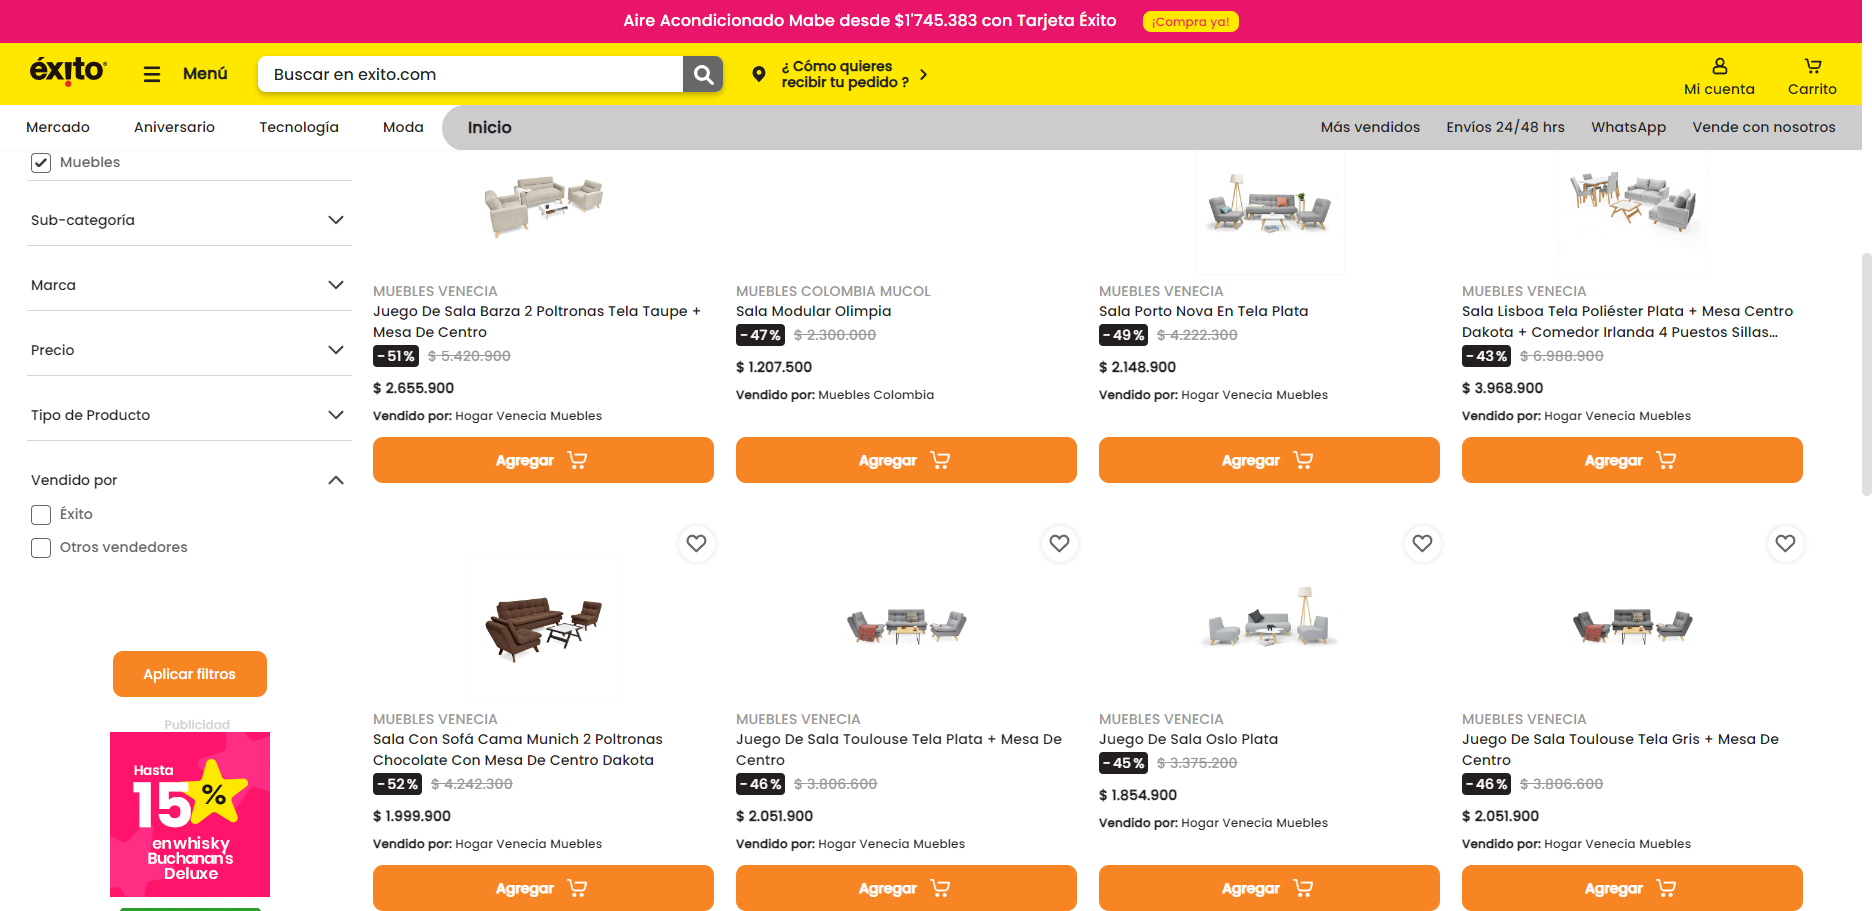 Aire Acondicionado Mabe desde $1'745.383 con Tarjeta Éxito
¡Compra ya!
éxito
Menú
Buscar en exito.com
¿ Cómo quieres
recibir tu pedido ?
Mi cuenta
Carrito
Mercado
Aniversario
Tecnología
Moda
Inicio
Más vendidos
Envíos 24/48 hrs
WhatsApp
Vende con nosotros
Muebles
Sub-categoría
Marca
Precio
Tipo de Producto
Vendido por
Éxito
Otros vendedores
Aplicar filtros
Publicidad
Hasta
15%
en whisky
Buchanan's
Deluxe
MUEBLES VENECIA
Juego De Sala Barza 2 Poltronas Tela Taupe +
Mesa De Centro
-51% $ 5.420.900
$ 2.655.900
Vendido por: Hogar Venecia Muebles
Agregar
MUEBLES COLOMBIA MUCOL
Sala Modular Olimpia
-47% $ 2.300.000
$ 1.207.500
Vendido por: Muebles Colombia
Agregar
MUEBLES VENECIA
Sala Porto Nova En Tela Plata
-49% $ 4.222.300
$ 2.148.900
Vendido por: Hogar Venecia Muebles
Agregar
MUEBLES VENECIA
Sala Lisboa Tela Poliéster Plata + Mesa Centro
Dakota + Comedor Irlanda 4 Puestos Sillas...
-43% $ 6.988.900
$ 3.968.900
Vendido por: Hogar Venecia Muebles
Agregar
MUEBLES VENECIA
Sala Con Sofá Cama Munich 2 Poltronas
Chocolate Con Mesa De Centro Dakota
-52% $ 4.242.300
$ 1.999.900
Vendido por: Hogar Venecia Muebles
Agregar
MUEBLES VENECIA
Juego De Sala Toulouse Tela Plata + Mesa De
Centro
-46% $ 3.806.600
$ 2.051.900
Vendido por: Hogar Venecia Muebles
Agregar
MUEBLES VENECIA
Juego De Sala Oslo Plata
-45% $ 3.375.200
$ 1.854.900
Vendido por: Hogar Venecia Muebles
Agregar
MUEBLES VENECIA
Juego De Sala Toulouse Tela Gris + Mesa De
Centro
-46% $ 3.806.600
$ 2.051.900
Vendido por: Hogar Venecia Muebles
Agregar